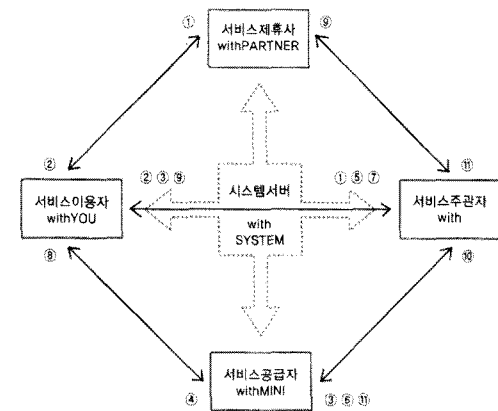 ① 서비스제휴사 ⑨
withPARTNER
② ② ③ ⑨ 시스템서버 ① ⑤ ⑦ ⑪
서비스이용자 서비스주관자
withYOU with with
SYSTEM
⑧ ⑩
서비스공급자
④ withMINI ③ ⑥ ⑪